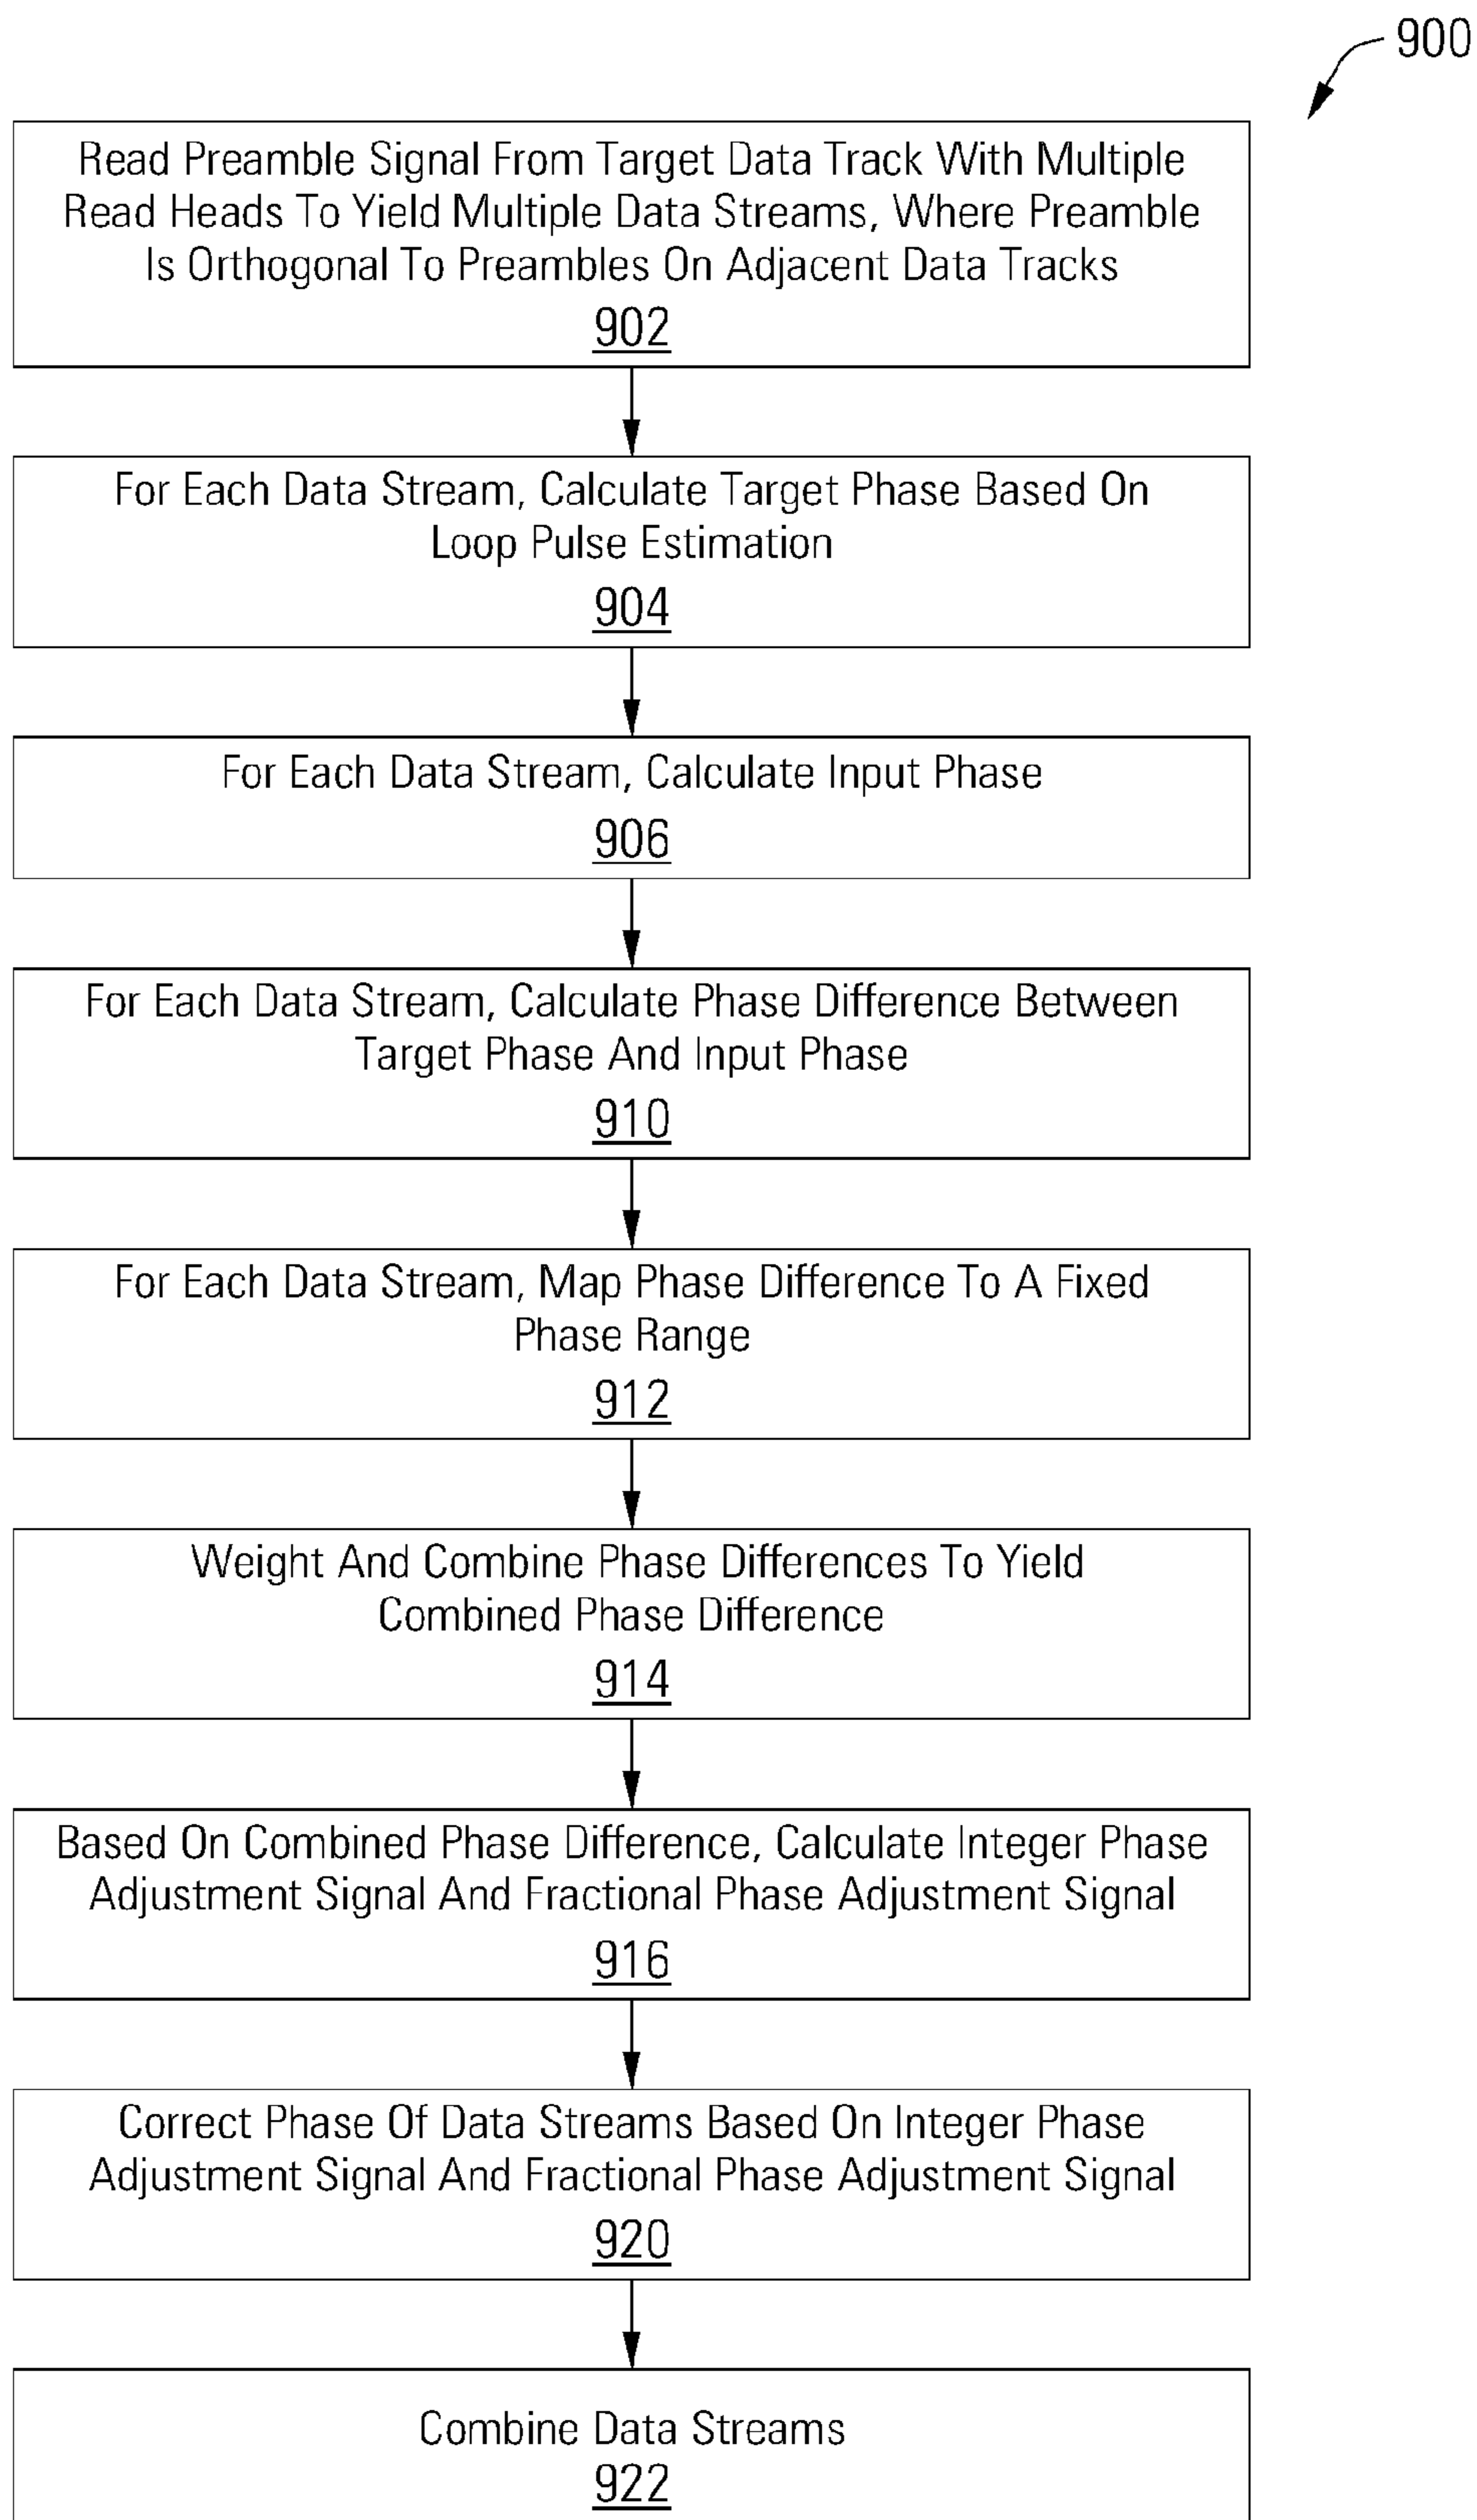 900
Read Preamble Signal From Target Data Track With Multiple
Read Heads To Yield Multiple Data Streams, Where Preamble
Is Orthogonal To Preambles On Adjacent Data Tracks
902
For Each Data Stream, Calculate Target Phase Based On
Loop Pulse Estimation
904
For Each Data Stream, Calculate Input Phase
906
For Each Data Stream, Calculate Phase Difference Between
Target Phase And Input Phase
910
For Each Data Stream, Map Phase Difference To A Fixed
Phase Range
912
Weight And Combine Phase Differences To Yield
Combined Phase Difference
914
Based On Combined Phase Difference, Calculate Integer Phase
Adjustment Signal And Fractional Phase Adjustment Signal
916
Correct Phase Of Data Streams Based On Integer Phase
Adjustment Signal And Fractional Phase Adjustment Signal
920
Combine Data Streams
922